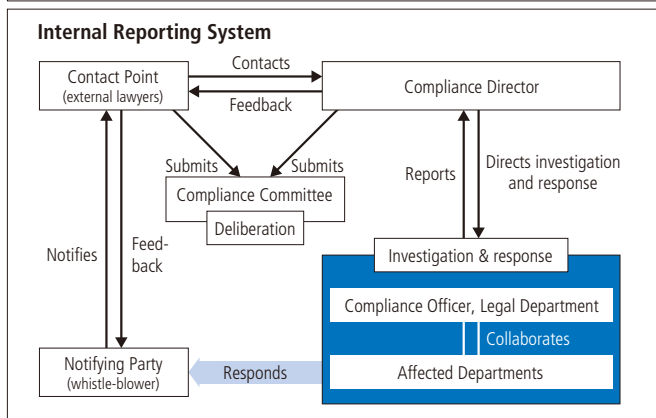 Internal Reporting System
Contact Point
(external lawyers)
Contacts
Feedback
Compliance Director
Submits
Submits
Compliance Committee
Deliberation
Reports
Directs investigation
and response
Notifies
Feed-
back
Investigation & response
Compliance Officer, Legal Department
Collaborates
Affected Departments
Responds
Notifying Party
(whistle-blower)